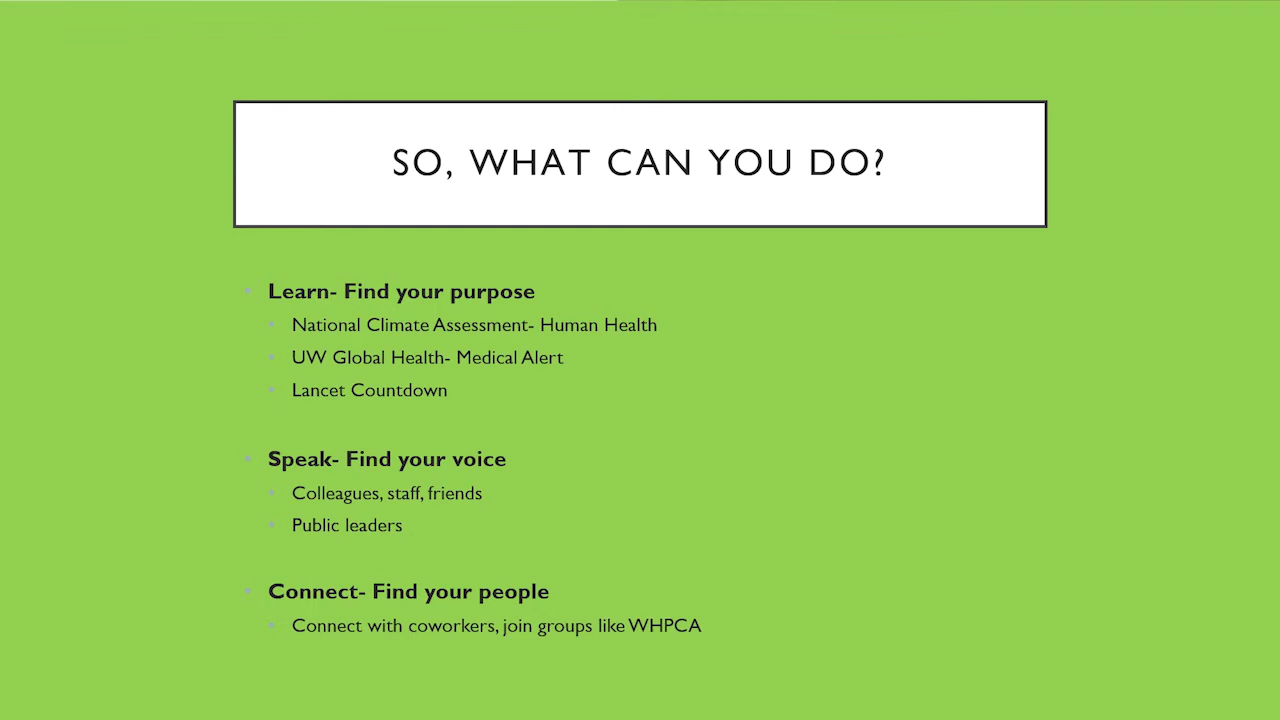 SO, WHAT CAN YOU DO?
Learn- Find your purpose
National Climate Assessment- Human Health
UW Global Health- Medical Alert
Lancet Countdown
Speak- Find your voice
Colleagues, staff, friends
Public leaders
Connect- Find your people
Connect with coworkers, join groups like WHPCA